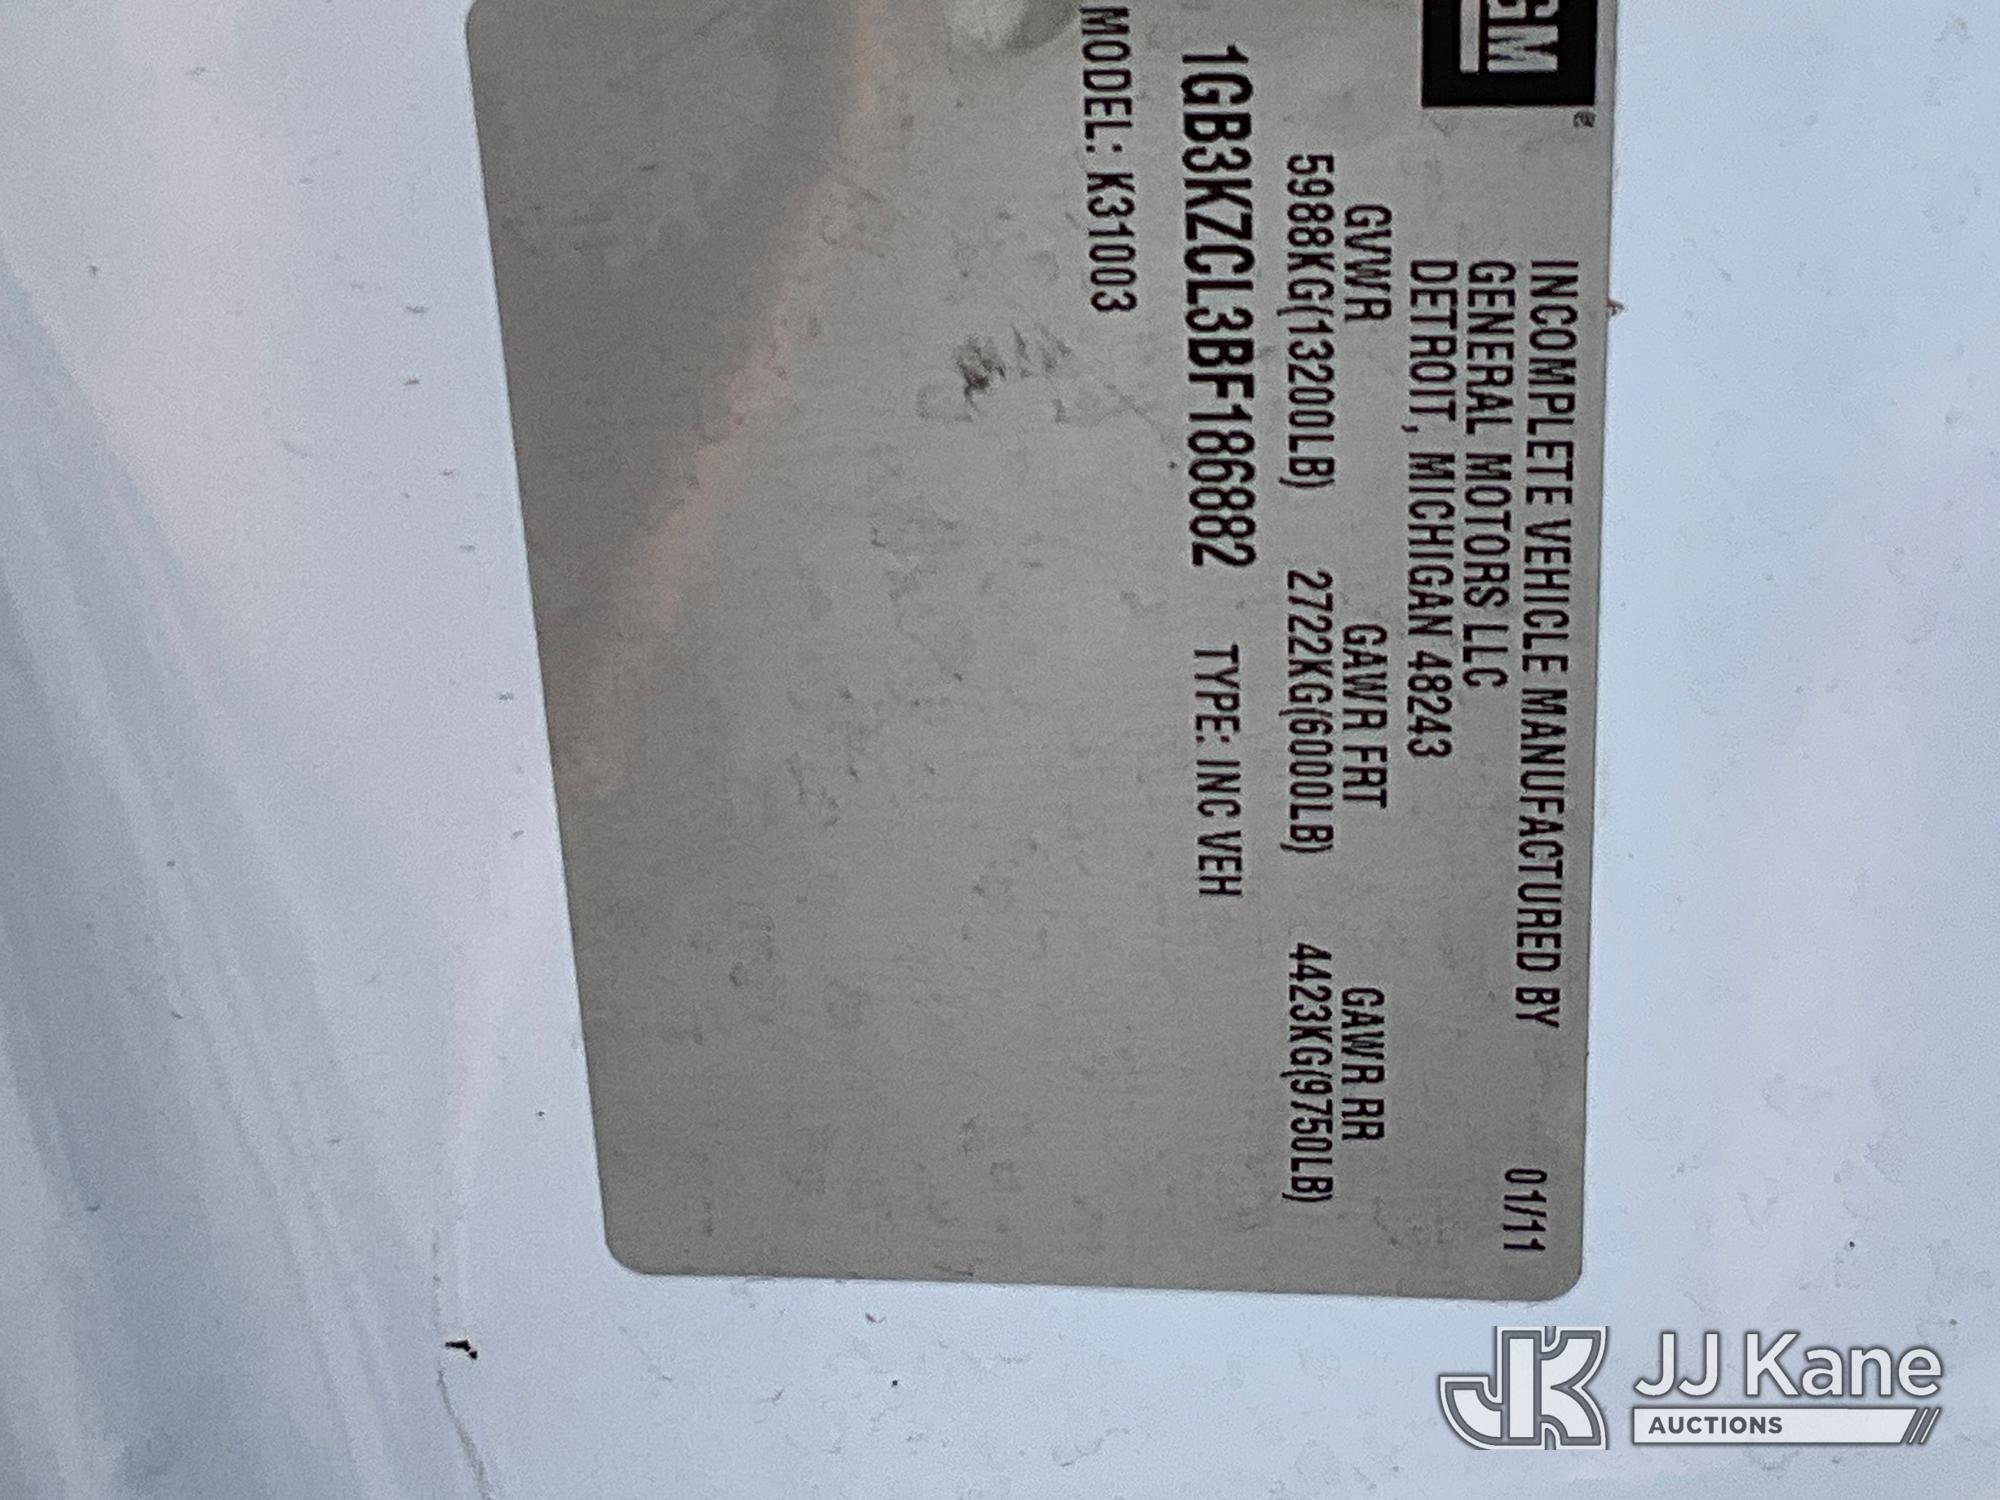 GM
INCOMPLETE VEHICLE MANUFACTURED BY 01/11
GENERAL MOTORS LLC
DETROIT, MICHIGAN 48243
GVWR GAWR FRT GAWR RR
5988KG(13200LB) 2722KG(6000LB) 4423KG(9750LB)
1GB3KZCL3BF186882 TYPE: INC VEH
MODEL: K31003
JK JJ Kane
AUCTIONS